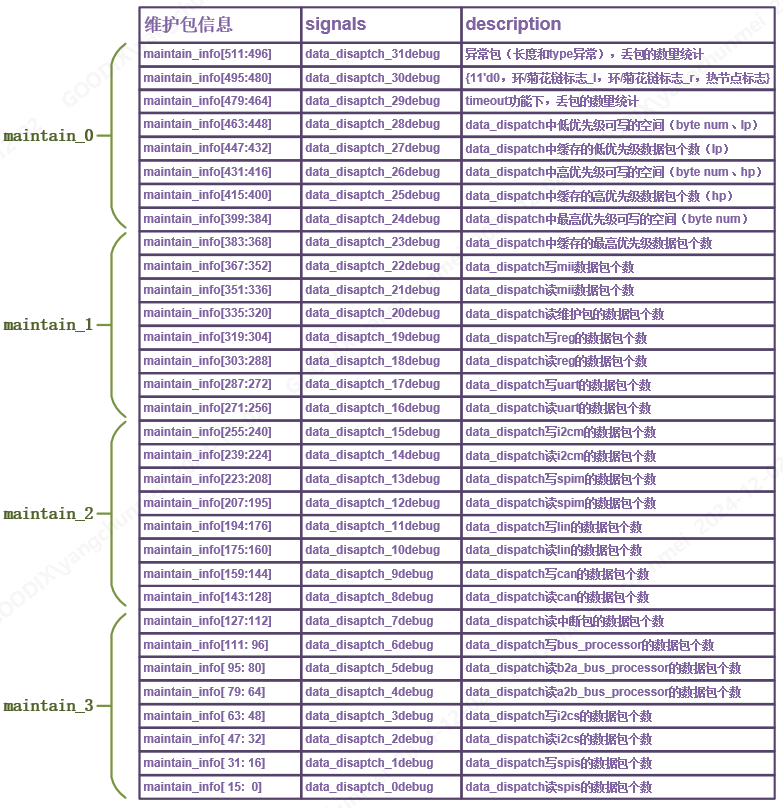 维护包信息 signals description
maintain_info[511:496] data_disaptch_31debug 异常包（长度和type异常），丢包的数量统计
maintain_info[495:480] data_disaptch_30debug {11'd0，环/菊花链标志_l，环/菊花链标志_r，热节点标志}
maintain_info[479:464] data_disaptch_29debug timeout功能下，丢包的数量统计
maintain_info[463:448] data_disaptch_28debug data_dispatch中低优先级可写的空间（byte num、lp）
maintain_0
maintain_info[447:432] data_disaptch_27debug data_dispatch中缓存的低优先级数据包个数（lp）
maintain_info[431:416] data_disaptch_26debug data_dispatch中高优先级可写的空间（byte num、hp）
maintain_info[415:400] data_disaptch_25debug data_dispatch中缓存的高优先级数据包个数（hp）
maintain_info[399:384] data_disaptch_24debug data_dispatch中最高优先级可写的空间（byte num）
maintain_info[383:368] data_disaptch_23debug data_dispatch中缓存的最高优先级数据包个数
maintain_info[367:352] data_disaptch_22debug data_dispatch写mii数据包个数
maintain_info[351:336] data_disaptch_21debug data_dispatch读mii数据包个数
maintain_info[335:320] data_disaptch_20debug data_dispatch读维护包的数据包个数
maintain_1
maintain_info[319:304] data_disaptch_19debug data_dispatch写reg的数据包个数
maintain_info[303:288] data_disaptch_18debug data_dispatch读reg的数据包个数
maintain_info[287:272] data_disaptch_17debug data_dispatch写uart的数据包个数
maintain_info[271:256] data_disaptch_16debug data_dispatch读uart的数据包个数
maintain_info[255:240] data_disaptch_15debug data_dispatch写i2cm的数据包个数
maintain_info[239:224] data_disaptch_14debug data_dispatch读i2cm的数据包个数
maintain_info[223:208] data_disaptch_13debug data_dispatch写spim的数据包个数
maintain_info[207:195] data_disaptch_12debug data_dispatch读spim的数据包个数
maintain_2
maintain_info[194:176] data_disaptch_11debug data_dispatch写lin的数据包个数
maintain_info[175:160] data_disaptch_10debug data_dispatch读lin的数据包个数
maintain_info[159:144] data_disaptch_9debug data_dispatch写can的数据包个数
maintain_info[143:128] data_disaptch_8debug data_dispatch读can的数据包个数
maintain_info[127:112] data_disaptch_7debug data_dispatch读中断包的数据包个数
maintain_info[111: 96] data_disaptch_6debug data_dispatch写bus_processor的数据包个数
maintain_info[ 95: 80] data_disaptch_5debug data_dispatch读b2a_bus_processor的数据包个数
maintain_info[ 79: 64] data_disaptch_4debug data_dispatch读a2b_bus_processor的数据包个数
maintain_3
maintain_info[ 63: 48] data_disaptch_3debug data_dispatch写i2cs的数据包个数
maintain_info[ 47: 32] data_disaptch_2debug data_dispatch读i2cs的数据包个数
maintain_info[ 31: 16] data_disaptch_1debug data_dispatch写spis的数据包个数
maintain_info[ 15:  0] data_disaptch_0debug data_dispatch读spis的数据包个数